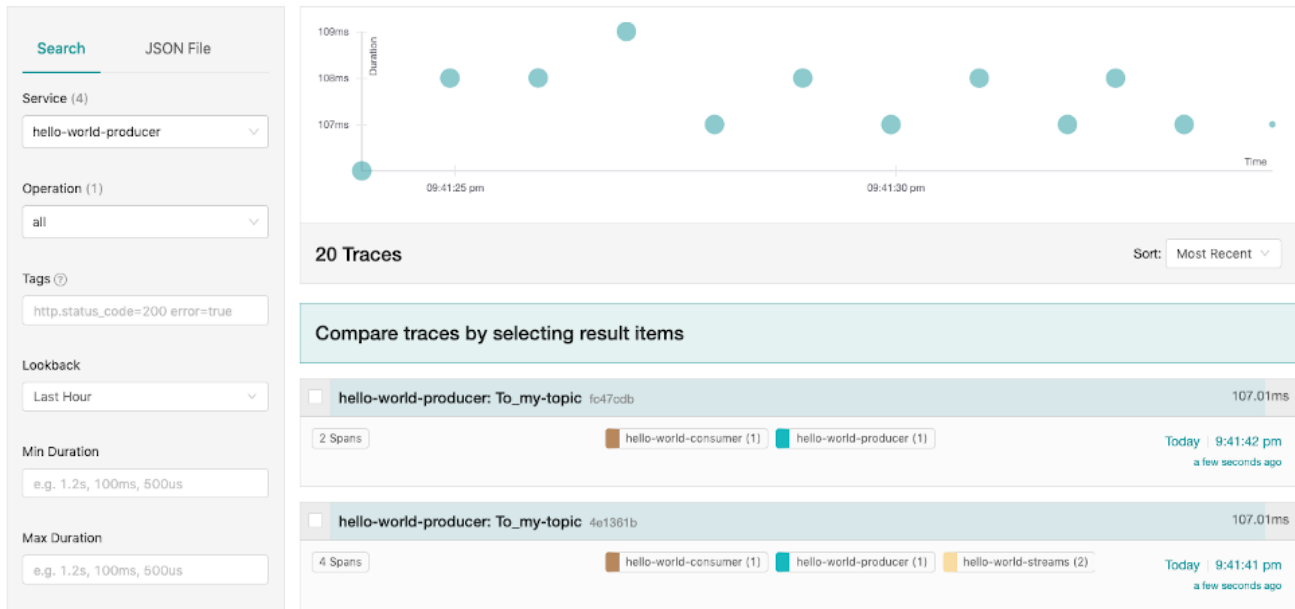 Search
JSON File
Service (4)
hello-world-producer
Operation (1)
all
Tags ?
http.status_code=200 error=true
Lookback
Last Hour
Min Duration
e.g. 1.2s, 100ms, 500us
Max Duration
e.g. 1.2s, 100ms, 500us
109ms
108ms
107ms
Duration
Time
09:41:25 pm
09:41:30 pm
20 Traces
Sort: Most Recent
Compare traces by selecting result items
hello-world-producer: To_my-topic fc47cdb
107.01ms
2 Spans
hello-world-consumer (1)
hello-world-producer (1)
Today | 9:41:42 pm
a few seconds ago
hello-world-producer: To_my-topic 4e1361b
107.01ms
4 Spans
hello-world-consumer (1)
hello-world-producer (1)
hello-world-streams (2)
Today | 9:41:41 pm
a few seconds ago